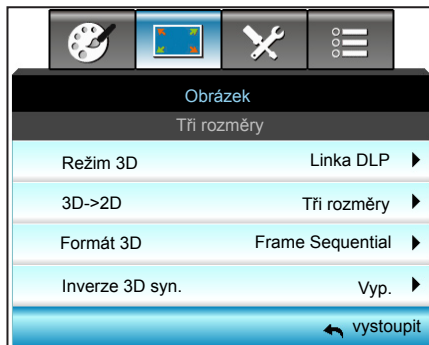 Obrázek
Tři rozměry
Režim 3D Linka DLP
3D->2D Tři rozměry
Formát 3D Frame Sequential
Inverze 3D syn. Vyp.
vystoupit